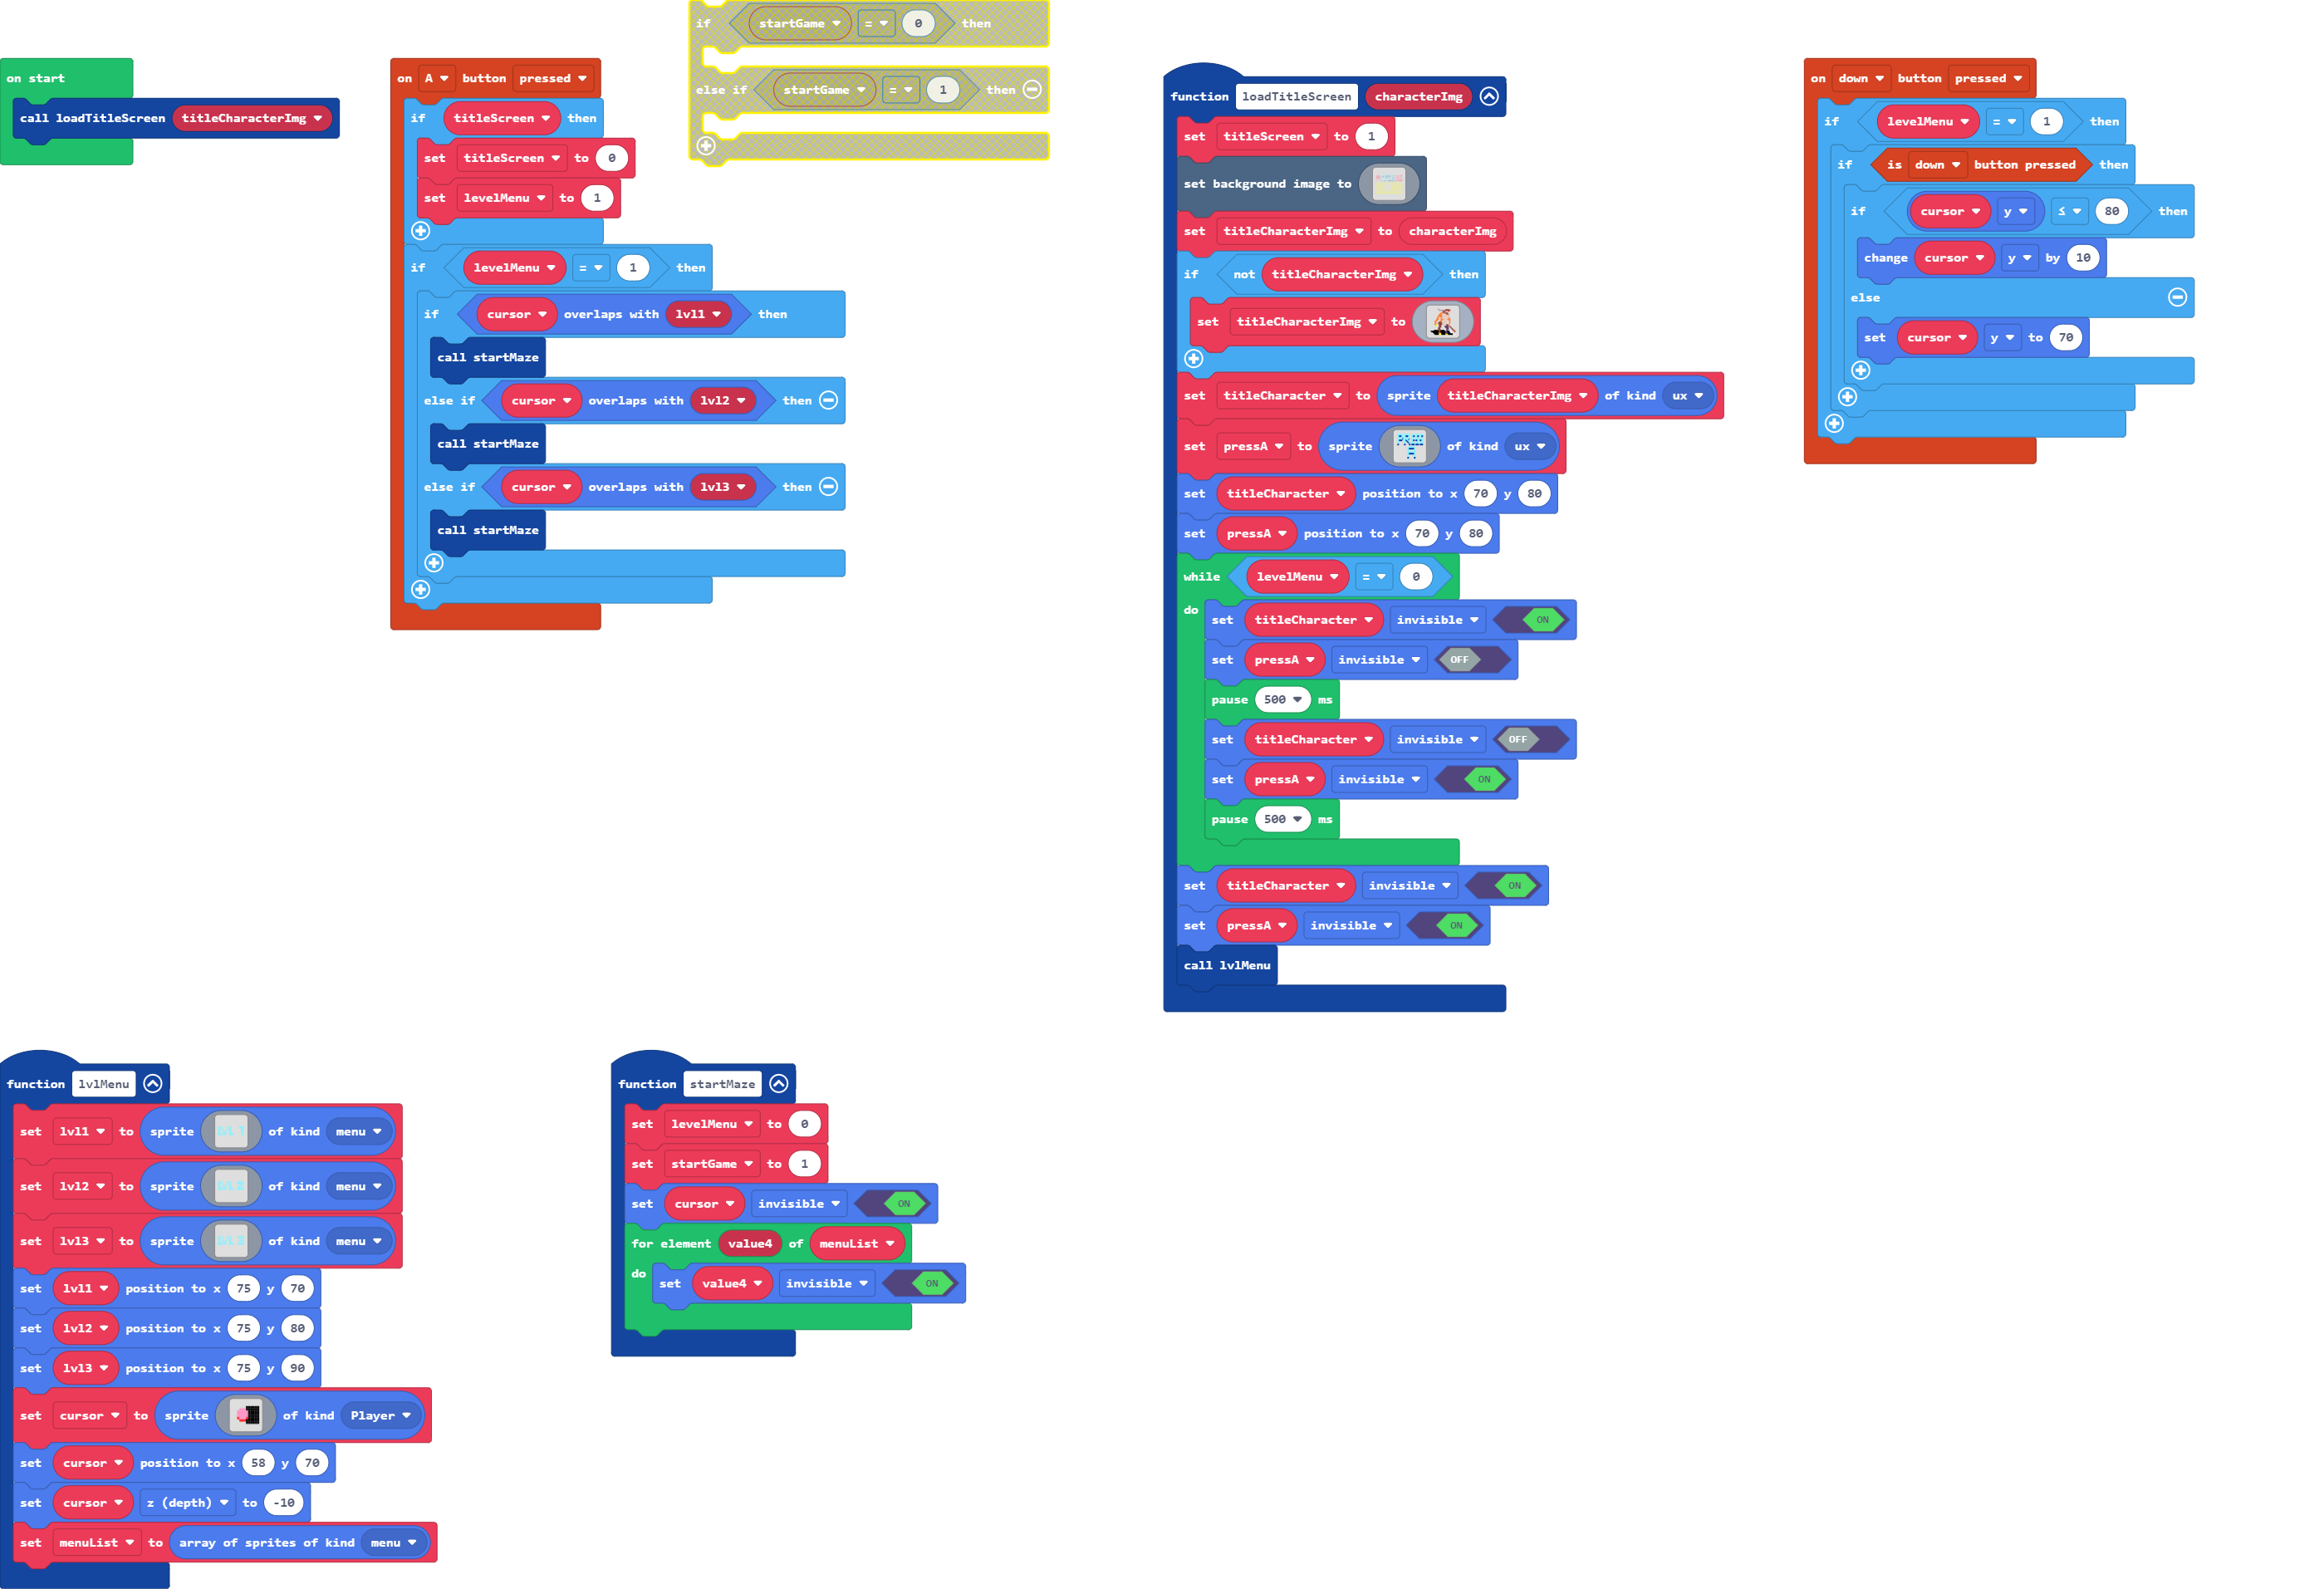 on start
call loadTitleScreen titleCharacterImg
on A button pressed
if titleScreen then
set titleScreen to 0
set levelMenu to 1
if levelMenu = 1 then
if cursor overlaps with lvl1 then
call startMaze
else if cursor overlaps with lvl2 then
call startMaze
else if cursor overlaps with lvl3 then
call startMaze
if startGame = 0 then
else if startGame = 1 then
function loadTitleScreen characterImg
set titleScreen to 1
set background image to
set titleCharacterImg to characterImg
if not titleCharacterImg then
set titleCharacterImg to
set titleCharacter to sprite titleCharacterImg of kind ux
set pressA to sprite of kind ux
set titleCharacter position to x 70 y 80
set pressA position to x 70 y 80
while levelMenu = 0
do
set titleCharacter invisible ON
set pressA invisible OFF
pause 500 ms
set titleCharacter invisible OFF
set pressA invisible ON
pause 500 ms
set titleCharacter invisible ON
set pressA invisible ON
call lvlMenu
on down button pressed
if levelMenu = 1 then
if is down button pressed then
if cursor y ≤ 80 then
change cursor y by 10
else
set cursor y to 70
function lvlMenu
set lvl1 to sprite LVL 1 of kind menu
set lvl2 to sprite LVL 2 of kind menu
set lvl3 to sprite LVL 3 of kind menu
set lvl1 position to x 75 y 70
set lvl2 position to x 75 y 80
set lvl3 position to x 75 y 90
set cursor to sprite of kind Player
set cursor position to x 58 y 70
set cursor z (depth) to -10
set menuList to array of sprites of kind menu
function startMaze
set levelMenu to 0
set startGame to 1
set cursor invisible ON
for element value4 of menuList
do set value4 invisible ON